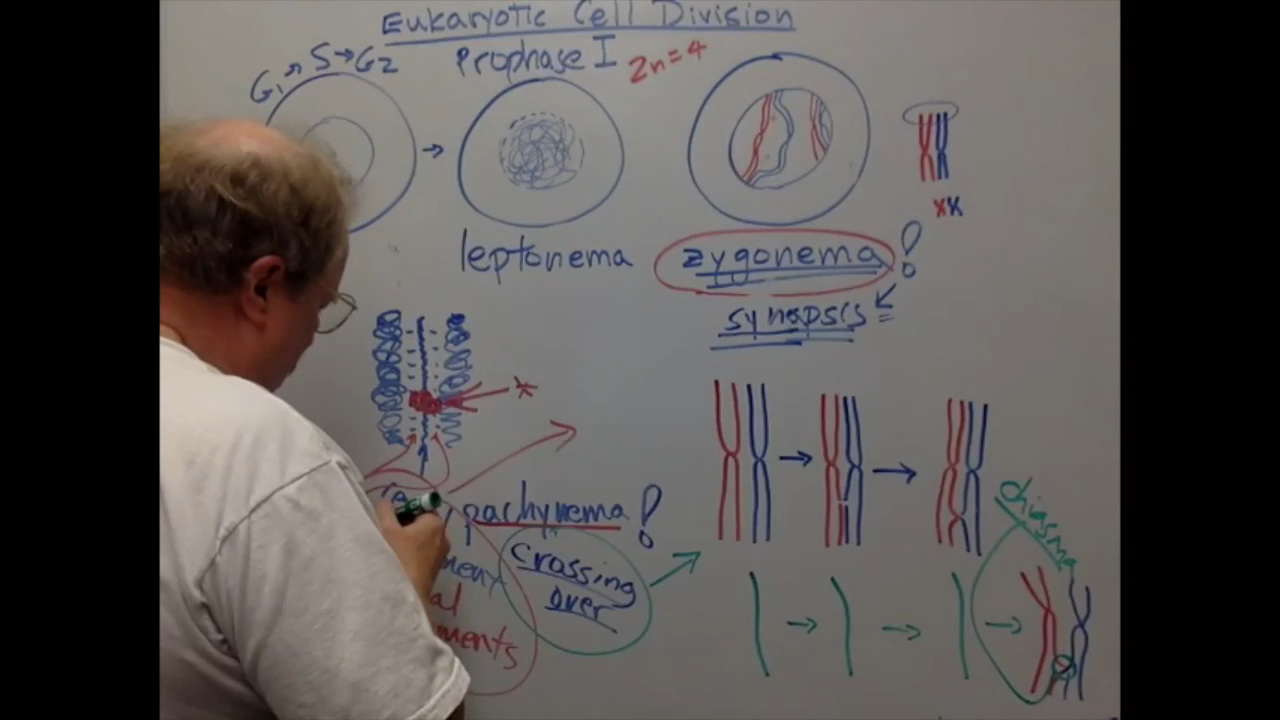 Eukaryotic Cell Division
G1 → S → G2
Prophase I
2n=4
leptonema
zygonema!
synapsis
pachynema!
Crossing
over
chiasma